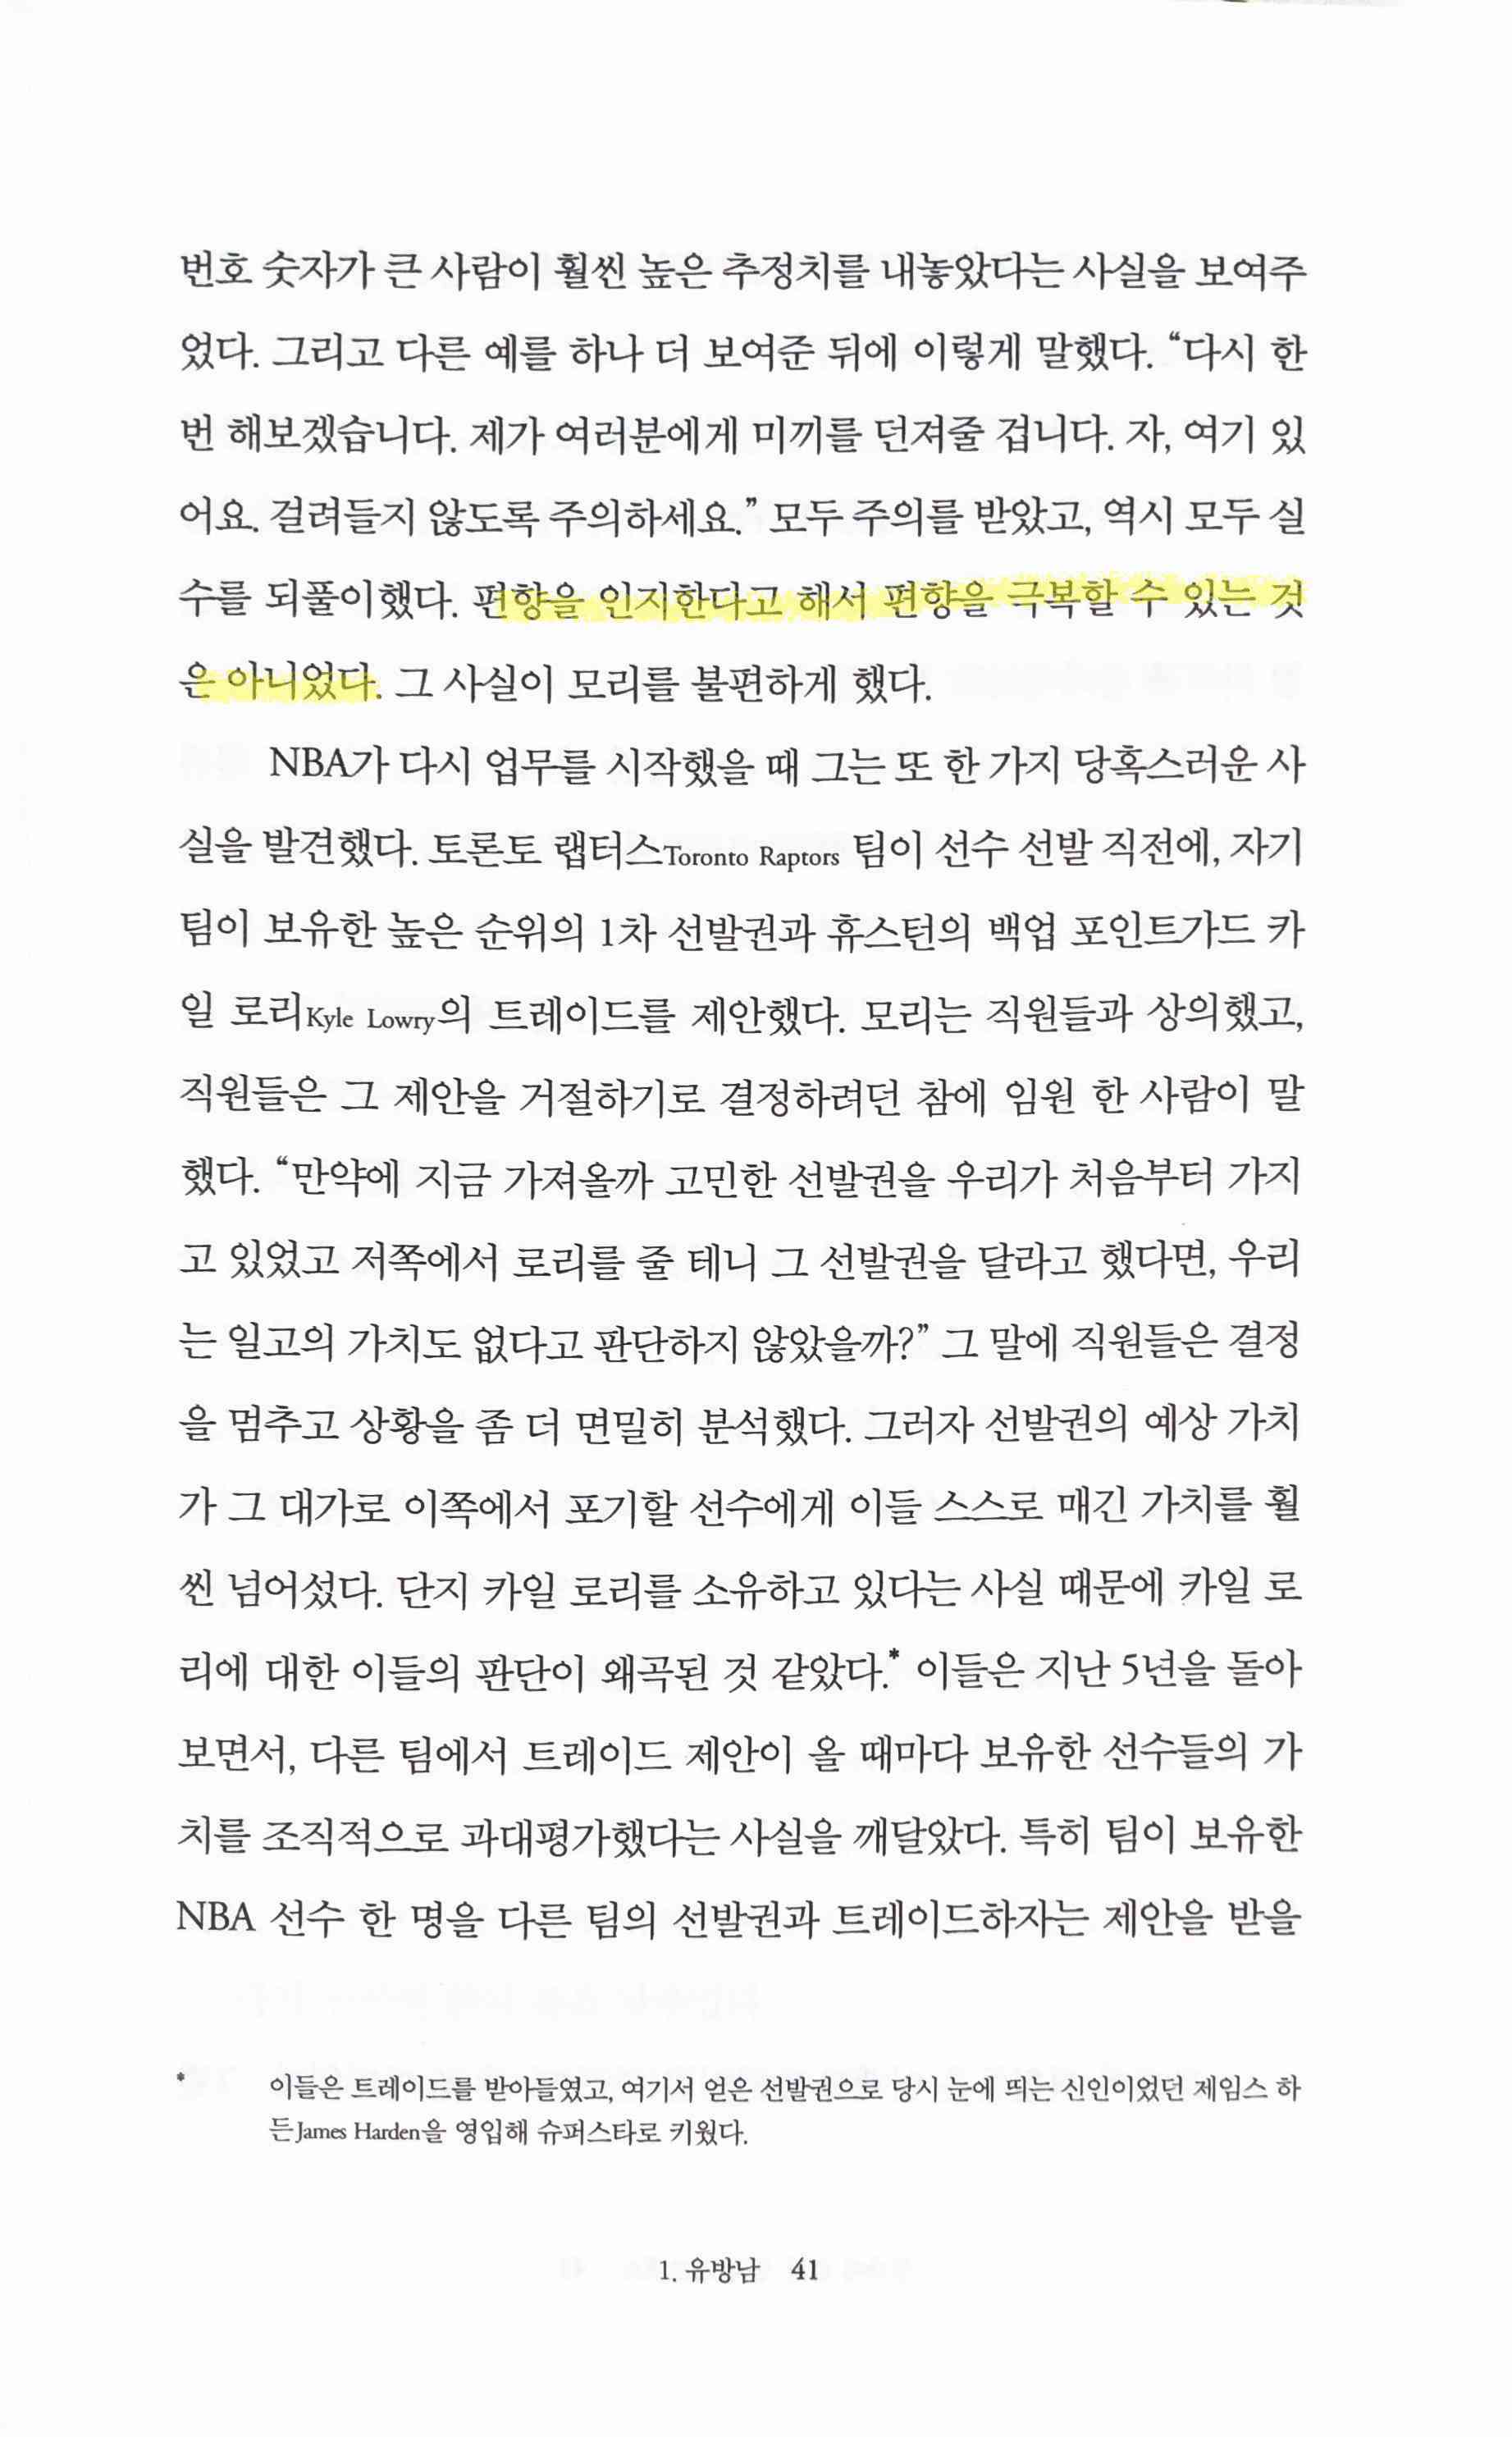 번호 숫자가 큰 사람이 훨씬 높은 추정치를 내놓았다는 사실을 보여주
었다. 그리고 다른 예를 하나 더 보여준 뒤에 이렇게 말했다. “다시 한
번 해보겠습니다. 제가 여러분에게 미끼를 던져줄 겁니다. 자, 여기 있
어요. 걸려들지 않도록 주의하세요.” 모두 주의를 받았고, 역시 모두 실
수를 되풀이했다. 편향을 인지한다고 해서 편향을 극복할 수 있는 것
은 아니었다. 그 사실이 모리를 불편하게 했다.
NBA가 다시 업무를 시작했을 때 그는 또 한 가지 당혹스러운 사
실을 발견했다. 토론토 랩터스Toronto Raptors 팀이 선수 선발 직전에, 자기
팀이 보유한 높은 순위의 1차 선발권과 휴스턴의 백업 포인트가드 카
일 로리Kyle Lowry의 트레이드를 제안했다. 모리는 직원들과 상의했고,
직원들은 그 제안을 거절하기로 결정하려던 참에 임원 한 사람이 말
했다. “만약에 지금 가져올까 고민한 선발권을 우리가 처음부터 가지
고 있었고 저쪽에서 로리를 줄 테니 그 선발권을 달라고 했다면, 우리
는 일고의 가치도 없다고 판단하지 않았을까?” 그 말에 직원들은 결정
을 멈추고 상황을 좀 더 면밀히 분석했다. 그러자 선발권의 예상 가치
가 그 대가로 이쪽에서 포기할 선수에게 이들 스스로 매긴 가치를 훨
씬 넘어섰다. 단지 카일 로리를 소유하고 있다는 사실 때문에 카일 로
리에 대한 이들의 판단이 왜곡된 것 같았다.* 이들은 지난 5년을 돌아
보면서, 다른 팀에서 트레이드 제안이 올 때마다 보유한 선수들의 가
치를 조직적으로 과대평가했다는 사실을 깨달았다. 특히 팀이 보유한
NBA 선수 한 명을 다른 팀의 선발권과 트레이드하자는 제안을 받을
* 이들은 트레이드를 받아들였고, 여기서 얻은 선발권으로 당시 눈에 띄는 신인이었던 제임스 하
든James Harden을 영입해 슈퍼스타로 키웠다.
1. 유방남 41